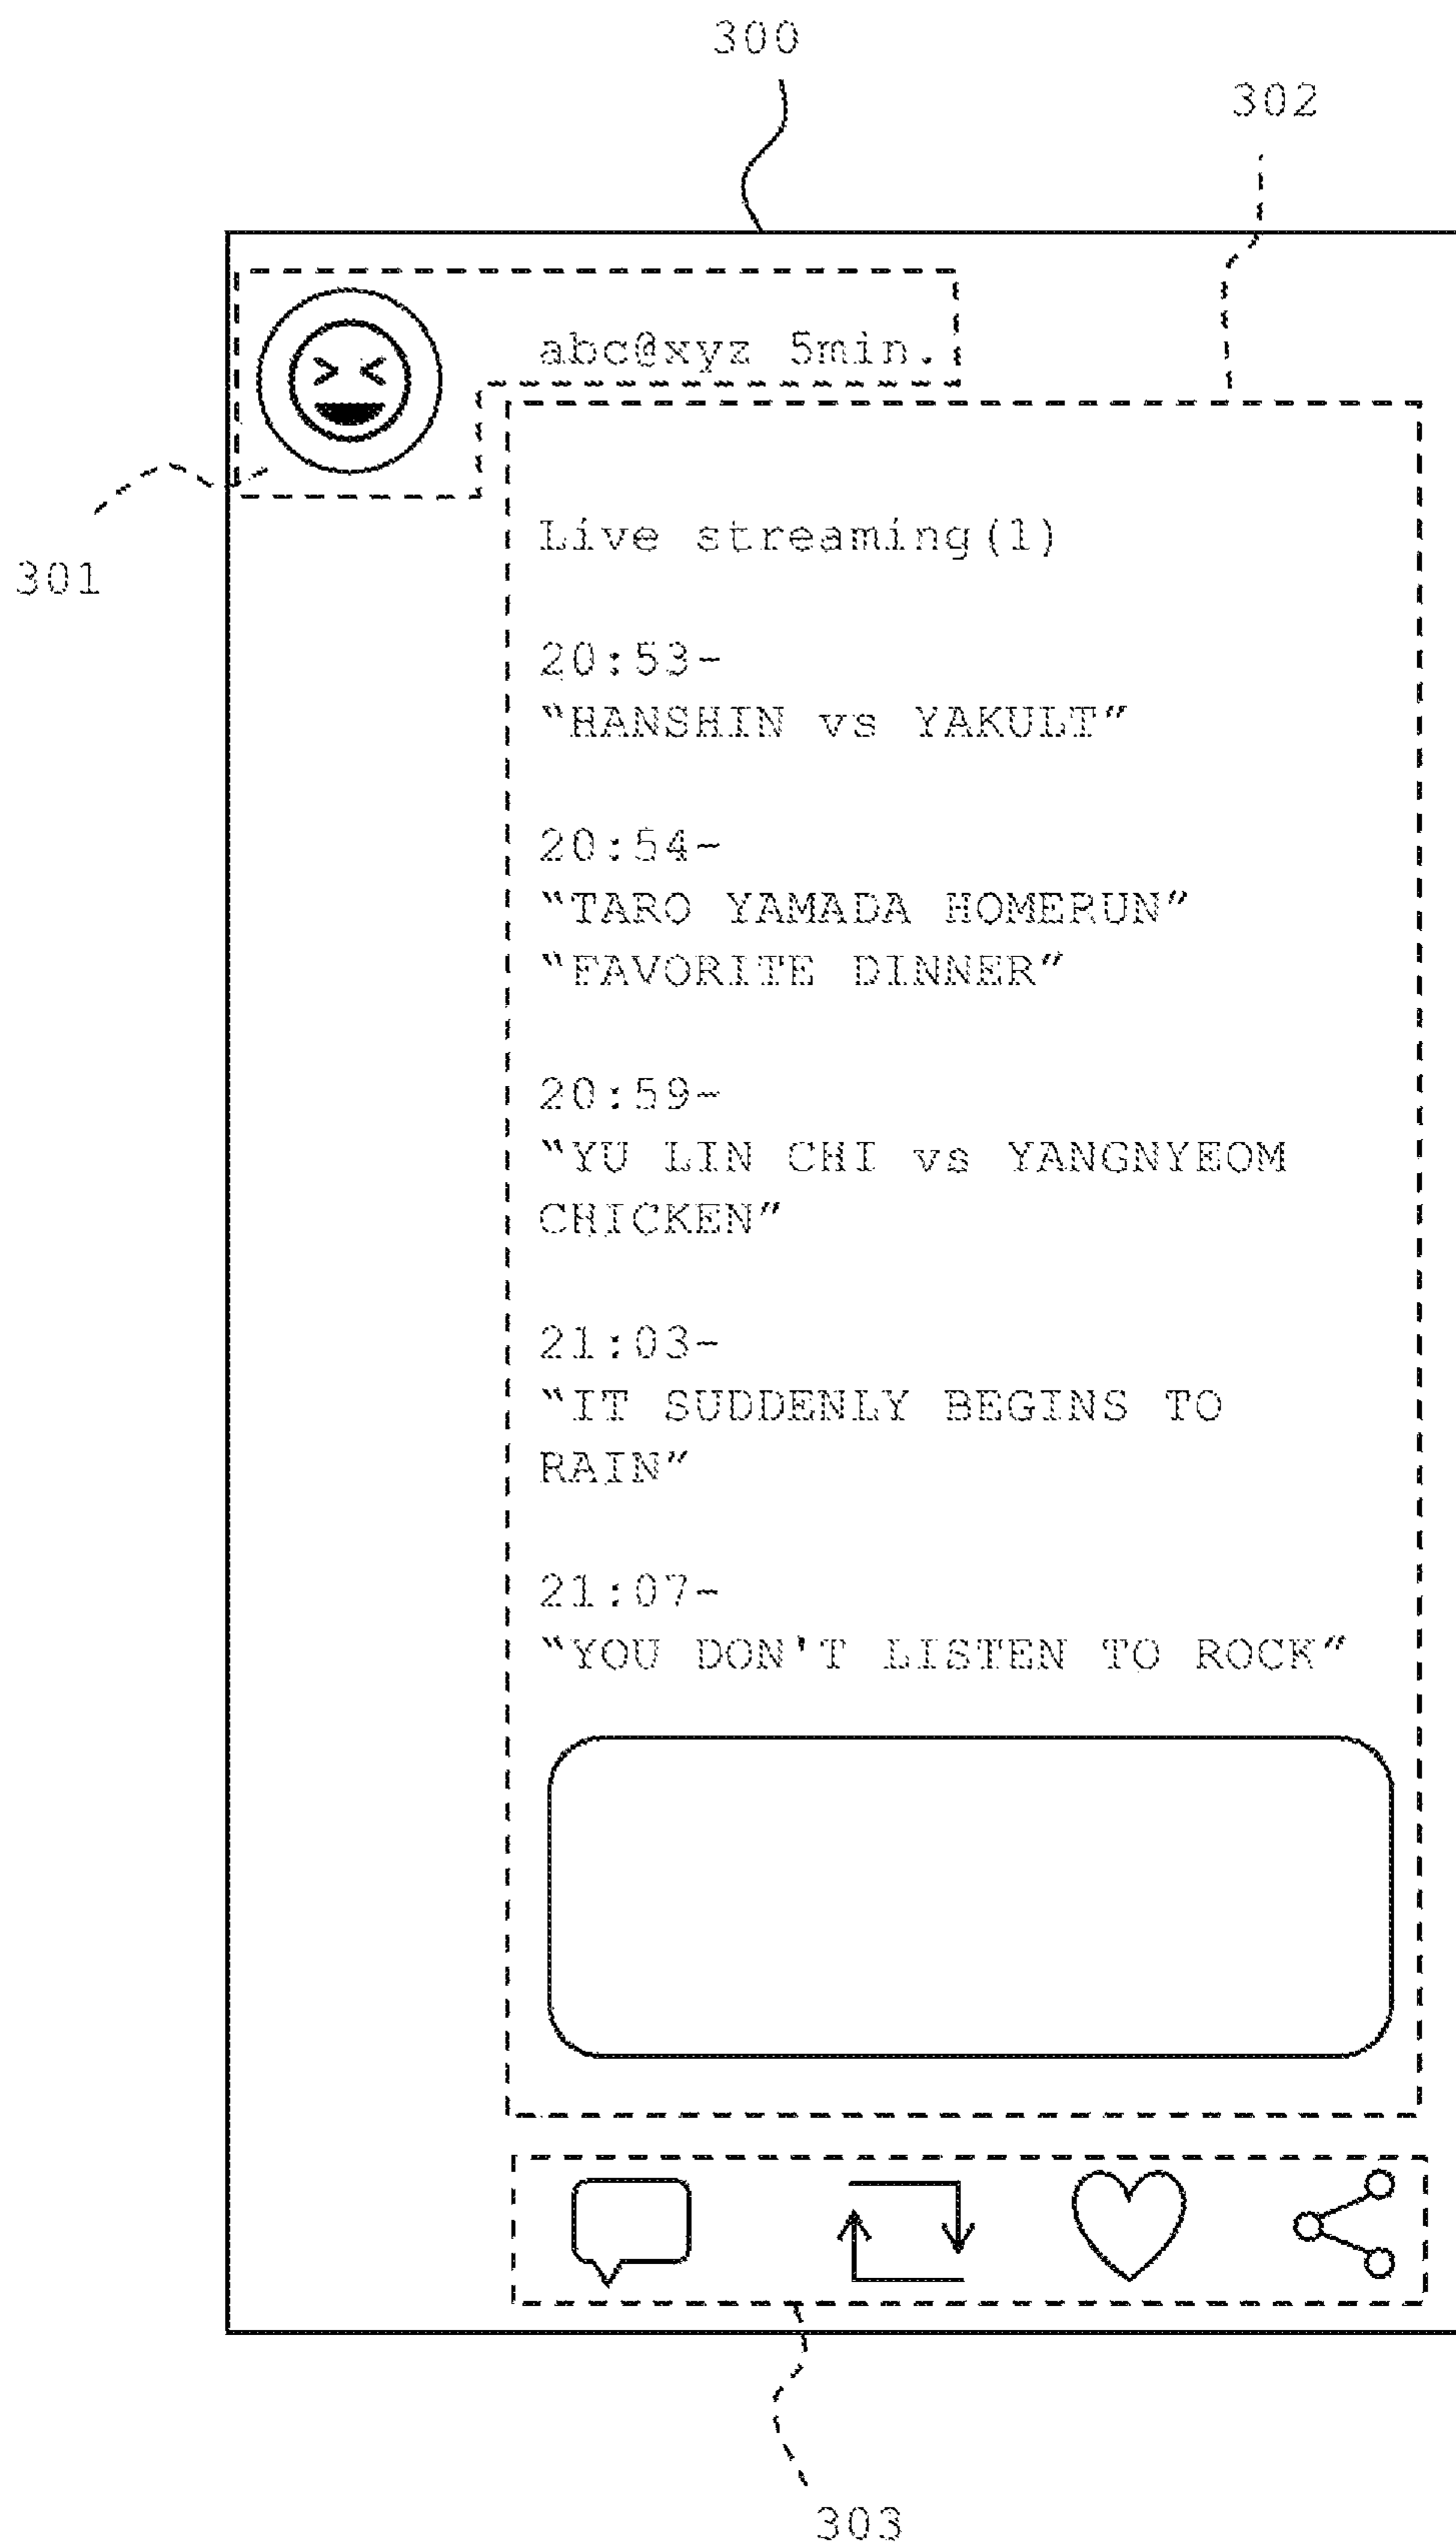 300
302
abc@xyz 5min.
301
Live streaming(1)
20:53~
“HANSHIN vs YAKULT”
20:54~
“TARO YAMADA HOMERUN”
“FAVORITE DINNER”
20:59~
“YU LIN CHI vs YANGNYEOM
CHICKEN”
21:03~
“IT SUDDENLY BEGINS TO
RAIN”
21:07~
“YOU DON'T LISTEN TO ROCK”
303